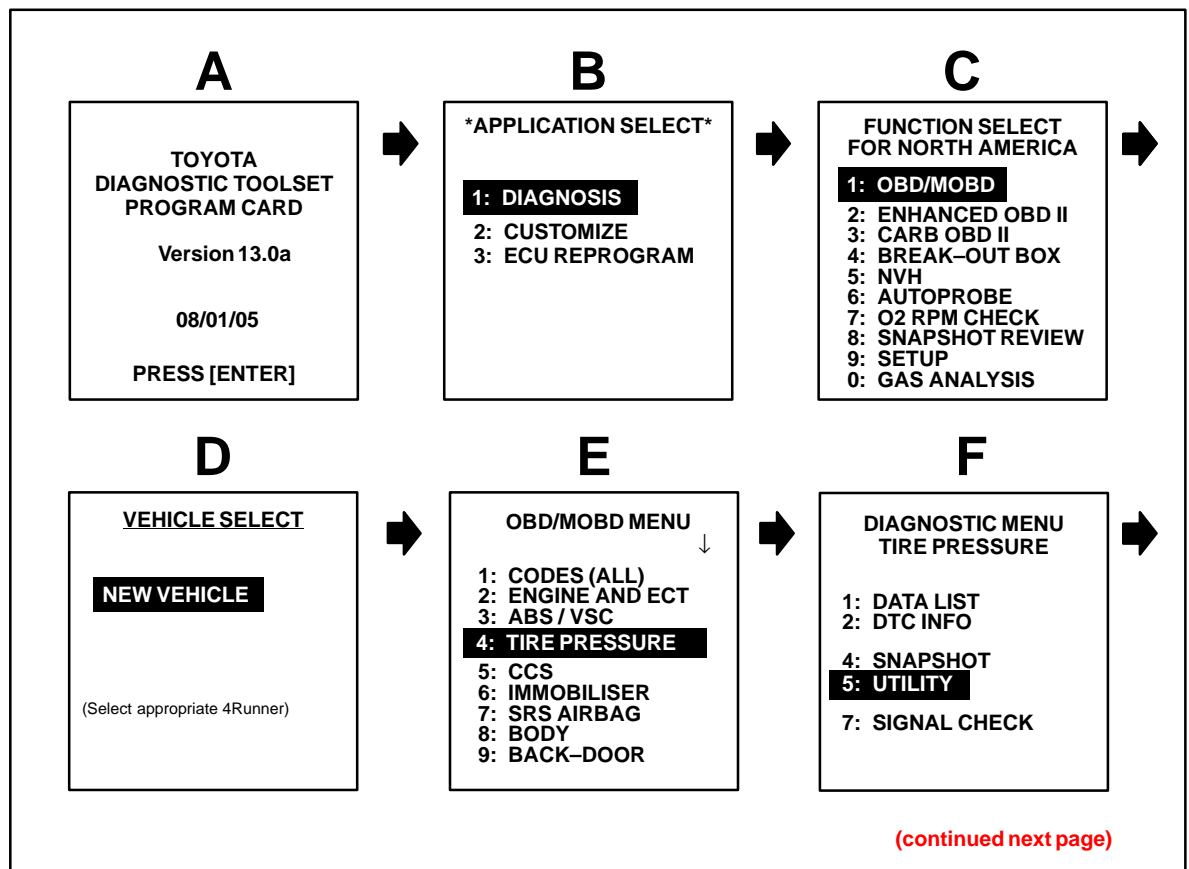 A
TOYOTA
DIAGNOSTIC TOOLSET
PROGRAM CARD
Version 13.0a
08/01/05
PRESS [ENTER]
B
*APPLICATION SELECT*
1: DIAGNOSIS
2: CUSTOMIZE
3: ECU REPROGRAM
C
FUNCTION SELECT
FOR NORTH AMERICA
1: OBD/MOBD
2: ENHANCED OBD II
3: CARB OBD II
4: BREAK–OUT BOX
5: NVH
6: AUTOPROBE
7: O2 RPM CHECK
8: SNAPSHOT REVIEW
9: SETUP
0: GAS ANALYSIS
D
VEHICLE SELECT
NEW VEHICLE
(Select appropriate 4Runner)
E
OBD/MOBD MENU
↓
1: CODES (ALL)
2: ENGINE AND ECT
3: ABS / VSC
4: TIRE PRESSURE
5: CCS
6: IMMOBILISER
7: SRS AIRBAG
8: BODY
9: BACK–DOOR
F
DIAGNOSTIC MENU
TIRE PRESSURE
1: DATA LIST
2: DTC INFO
4: SNAPSHOT
5: UTILITY
7: SIGNAL CHECK
(continued next page)